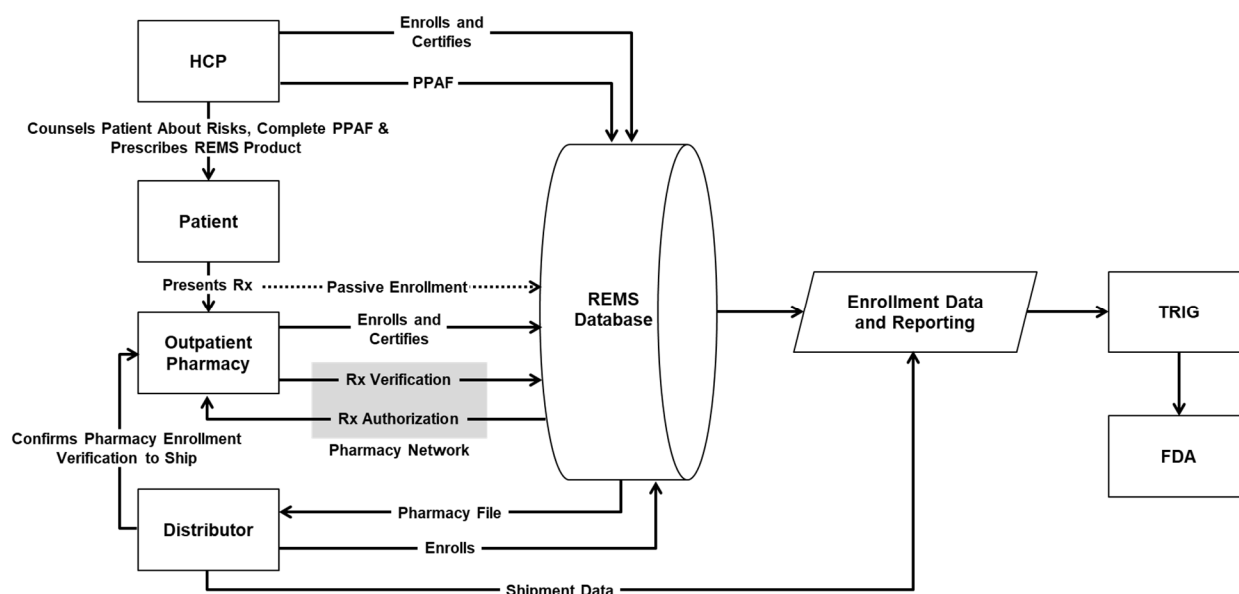 Enrolls and
Certifies
HCP
PPAF
Counsels Patient About Risks, Complete PPAF &
Prescribes REMS Product
Patient
Presents Rx
Passive Enrollment
REMS
Database
Enrollment Data
and Reporting
TRIG
Enrolls and
Certifies
Outpatient
Pharmacy
Rx Verification
Rx Authorization
Pharmacy Network
Confirms Pharmacy Enrollment
Verification to Ship
FDA
Pharmacy File
Distributor
Enrolls
Shipment Data